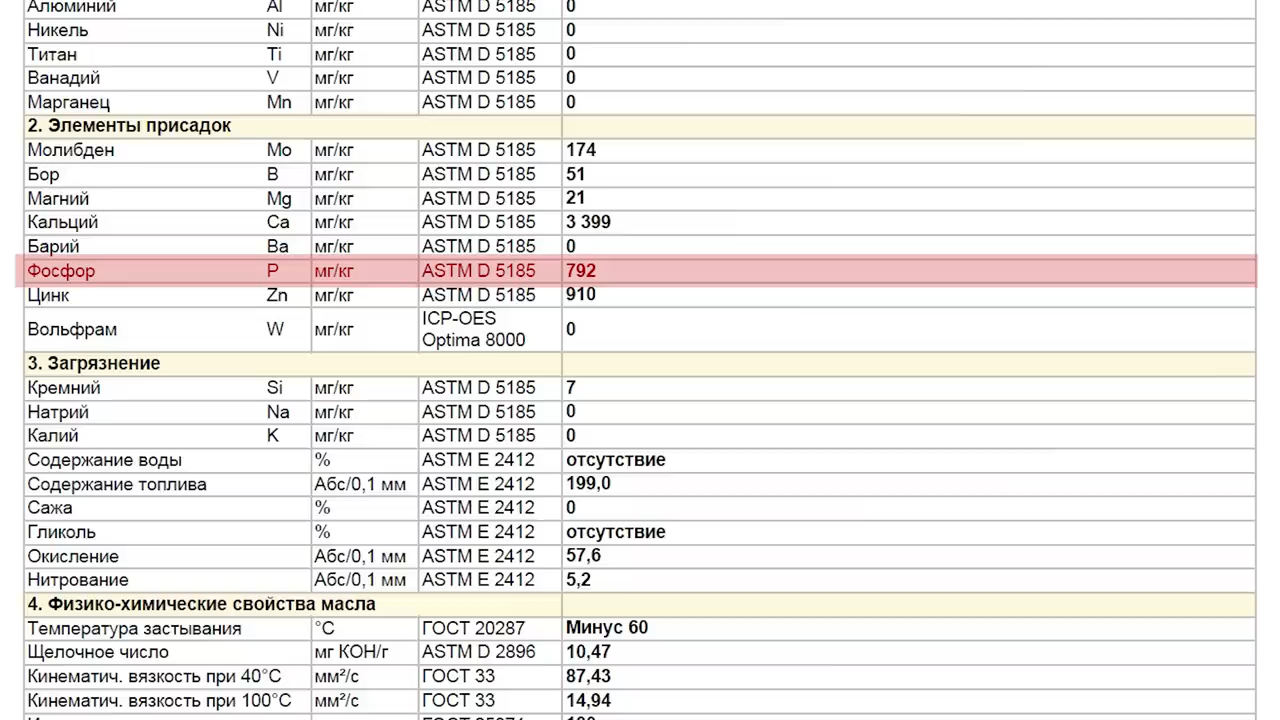 Алюминий Al мг/кг ASTM D 5185 0
Никель Ni мг/кг ASTM D 5185 0
Титан Ti мг/кг ASTM D 5185 0
Ванадий V мг/кг ASTM D 5185 0
Марганец Mn мг/кг ASTM D 5185 0
2. Элементы присадок
Молибден Mo мг/кг ASTM D 5185 174
Бор B мг/кг ASTM D 5185 51
Магний Mg мг/кг ASTM D 5185 21
Кальций Ca мг/кг ASTM D 5185 3 399
Барий Ba мг/кг ASTM D 5185 0
Фосфор P мг/кг ASTM D 5185 792
Цинк Zn мг/кг ASTM D 5185 910
Вольфрам W мг/кг ICP-OES Optima 8000 0
3. Загрязнение
Кремний Si мг/кг ASTM D 5185 7
Натрий Na мг/кг ASTM D 5185 0
Калий K мг/кг ASTM D 5185 0
Содержание воды % ASTM E 2412 отсутствие
Содержание топлива Абс/0,1 мм ASTM E 2412 199,0
Сажа % ASTM E 2412 0
Гликоль % ASTM E 2412 отсутствие
Окисление Абс/0,1 мм ASTM E 2412 57,6
Нитрование Абс/0,1 мм ASTM E 2412 5,2
4. Физико-химические свойства масла
Температура застывания °C ГОСТ 20287 Минус 60
Щелочное число мг КОН/г ASTM D 2896 10,47
Кинематич. вязкость при 40°C мм²/с ГОСТ 33 87,43
Кинематич. вязкость при 100°C мм²/с ГОСТ 33 14,94